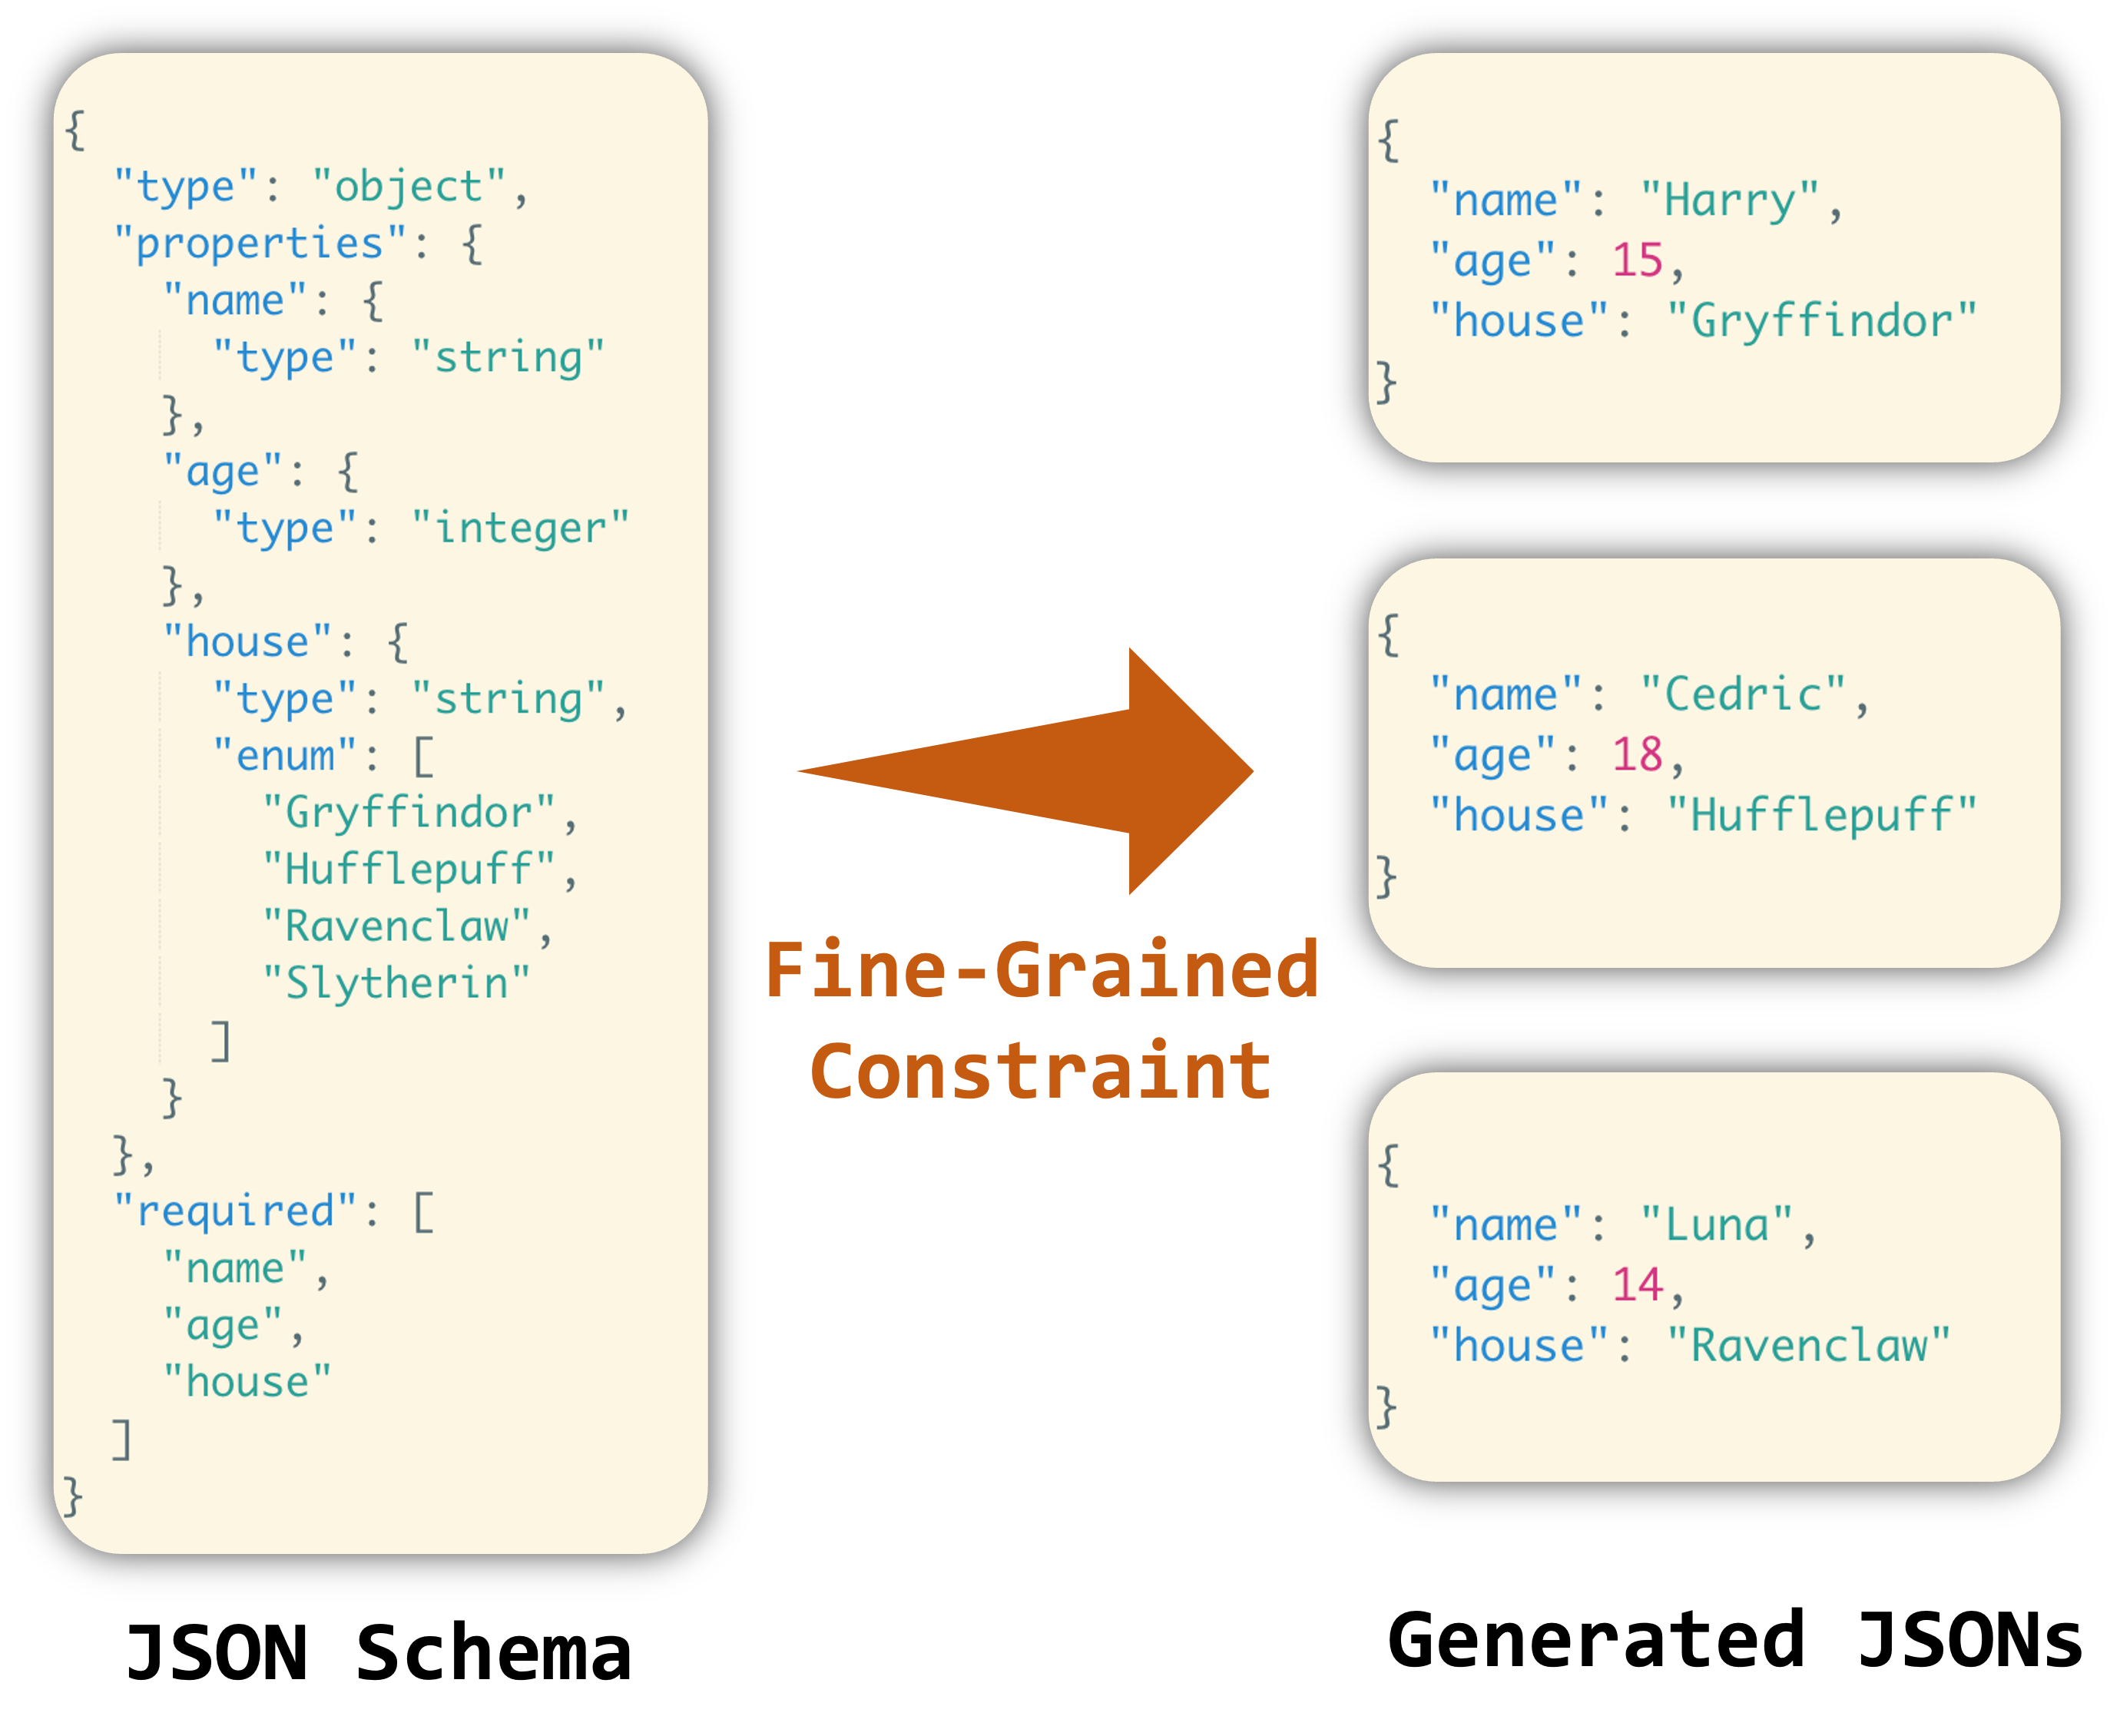 {
  "type": "object",
  "properties": {
    "name": {
      "type": "string"
    },
    "age": {
      "type": "integer"
    },
    "house": {
      "type": "string",
      "enum": [
        "Gryffindor",
        "Hufflepuff",
        "Ravenclaw",
        "Slytherin"
      ]
    }
  },
  "required": [
    "name",
    "age",
    "house"
  ]
}
JSON Schema
Fine-Grained
Constraint
{
  "name": "Harry",
  "age": 15,
  "house": "Gryffindor"
}
{
  "name": "Cedric",
  "age": 18,
  "house": "Hufflepuff"
}
{
  "name": "Luna",
  "age": 14,
  "house": "Ravenclaw"
}
Generated JSONs